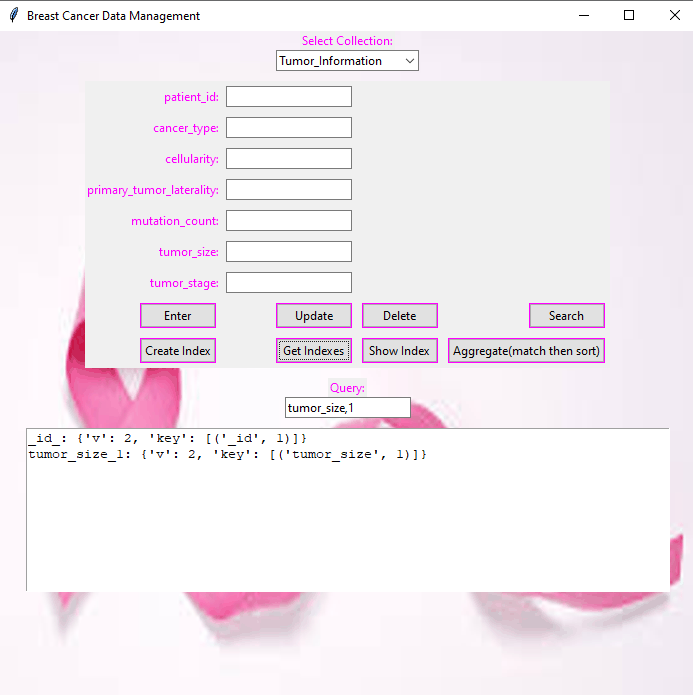 Breast Cancer Data Management
Select Collection:
Tumor_Information
patient_id:
cancer_type:
cellularity:
primary_tumor_laterality:
mutation_count:
tumor_size:
tumor_stage:
Enter Update Delete Search
Create Index Get Indexes Show Index Aggregate(match then sort)
Query:
tumor_size,1
_id_: {'v': 2, 'key': [('_id', 1)]}
tumor_size_1: {'v': 2, 'key': [('tumor_size', 1)]}